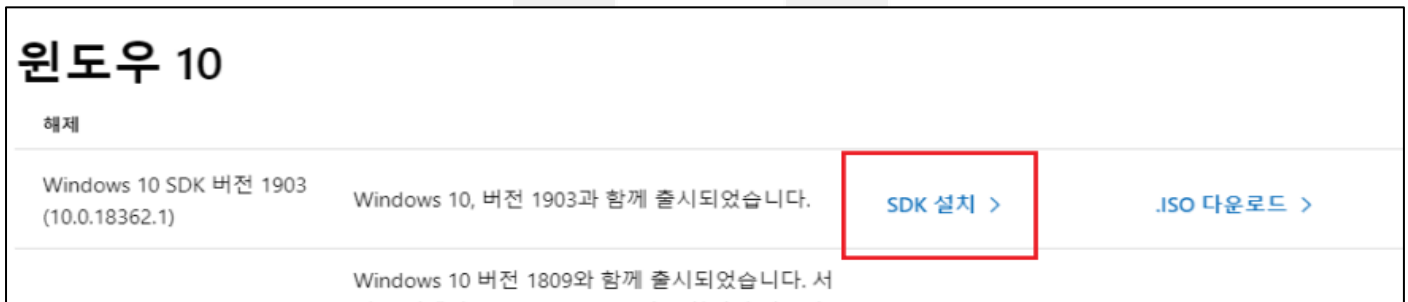 윈도우 10
해제
Windows 10 SDK 버전 1903
(10.0.18362.1)
Windows 10, 버전 1903과 함께 출시되었습니다.
SDK 설치 >
.ISO 다운로드 >
Windows 10 버전 1809와 함께 출시되었습니다. 서